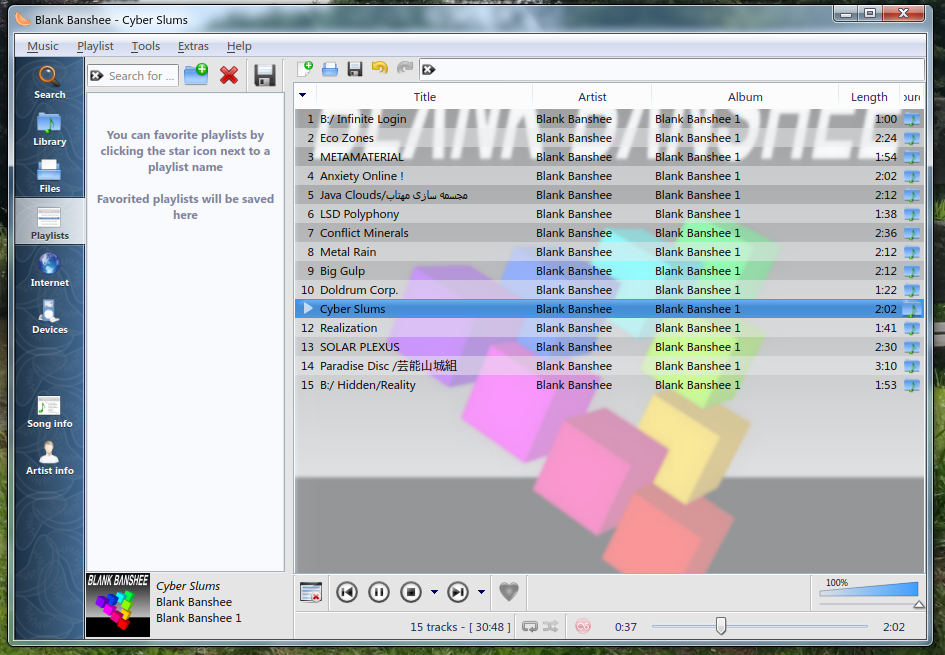 Blank Banshee - Cyber Slums
Music Playlist Tools Extras Help
Search for ...
Search
Library
Files
Playlists
Internet
Devices
Song info
Artist info
You can favorite playlists by
clicking the star icon next to a
playlist name
Favorited playlists will be saved
here
Title Artist Album Length ourc
BLANK BANSHEE
1 B:/ Infinite Login Blank Banshee Blank Banshee 1 1:00
2 Eco Zones Blank Banshee Blank Banshee 1 2:24
3 METAMATERIAL Blank Banshee Blank Banshee 1 1:54
4 Anxiety Online ! Blank Banshee Blank Banshee 1 2:02
5 Java Clouds/مجسمه سازی مهتاب Blank Banshee Blank Banshee 1 2:12
6 LSD Polyphony Blank Banshee Blank Banshee 1 1:38
7 Conflict Minerals Blank Banshee Blank Banshee 1 2:36
8 Metal Rain Blank Banshee Blank Banshee 1 2:12
9 Big Gulp Blank Banshee Blank Banshee 1 2:12
10 Doldrum Corp. Blank Banshee Blank Banshee 1 1:22
Cyber Slums Blank Banshee Blank Banshee 1 2:02
12 Realization Blank Banshee Blank Banshee 1 1:41
13 SOLAR PLEXUS Blank Banshee Blank Banshee 1 2:30
14 Paradise Disc /芸能山城組 Blank Banshee Blank Banshee 1 3:10
15 B:/ Hidden/Reality Blank Banshee Blank Banshee 1 1:53
BLANK BANSHEE
Cyber Slums
Blank Banshee
Blank Banshee 1
100%
15 tracks - [ 30:48 ] 0:37 2:02